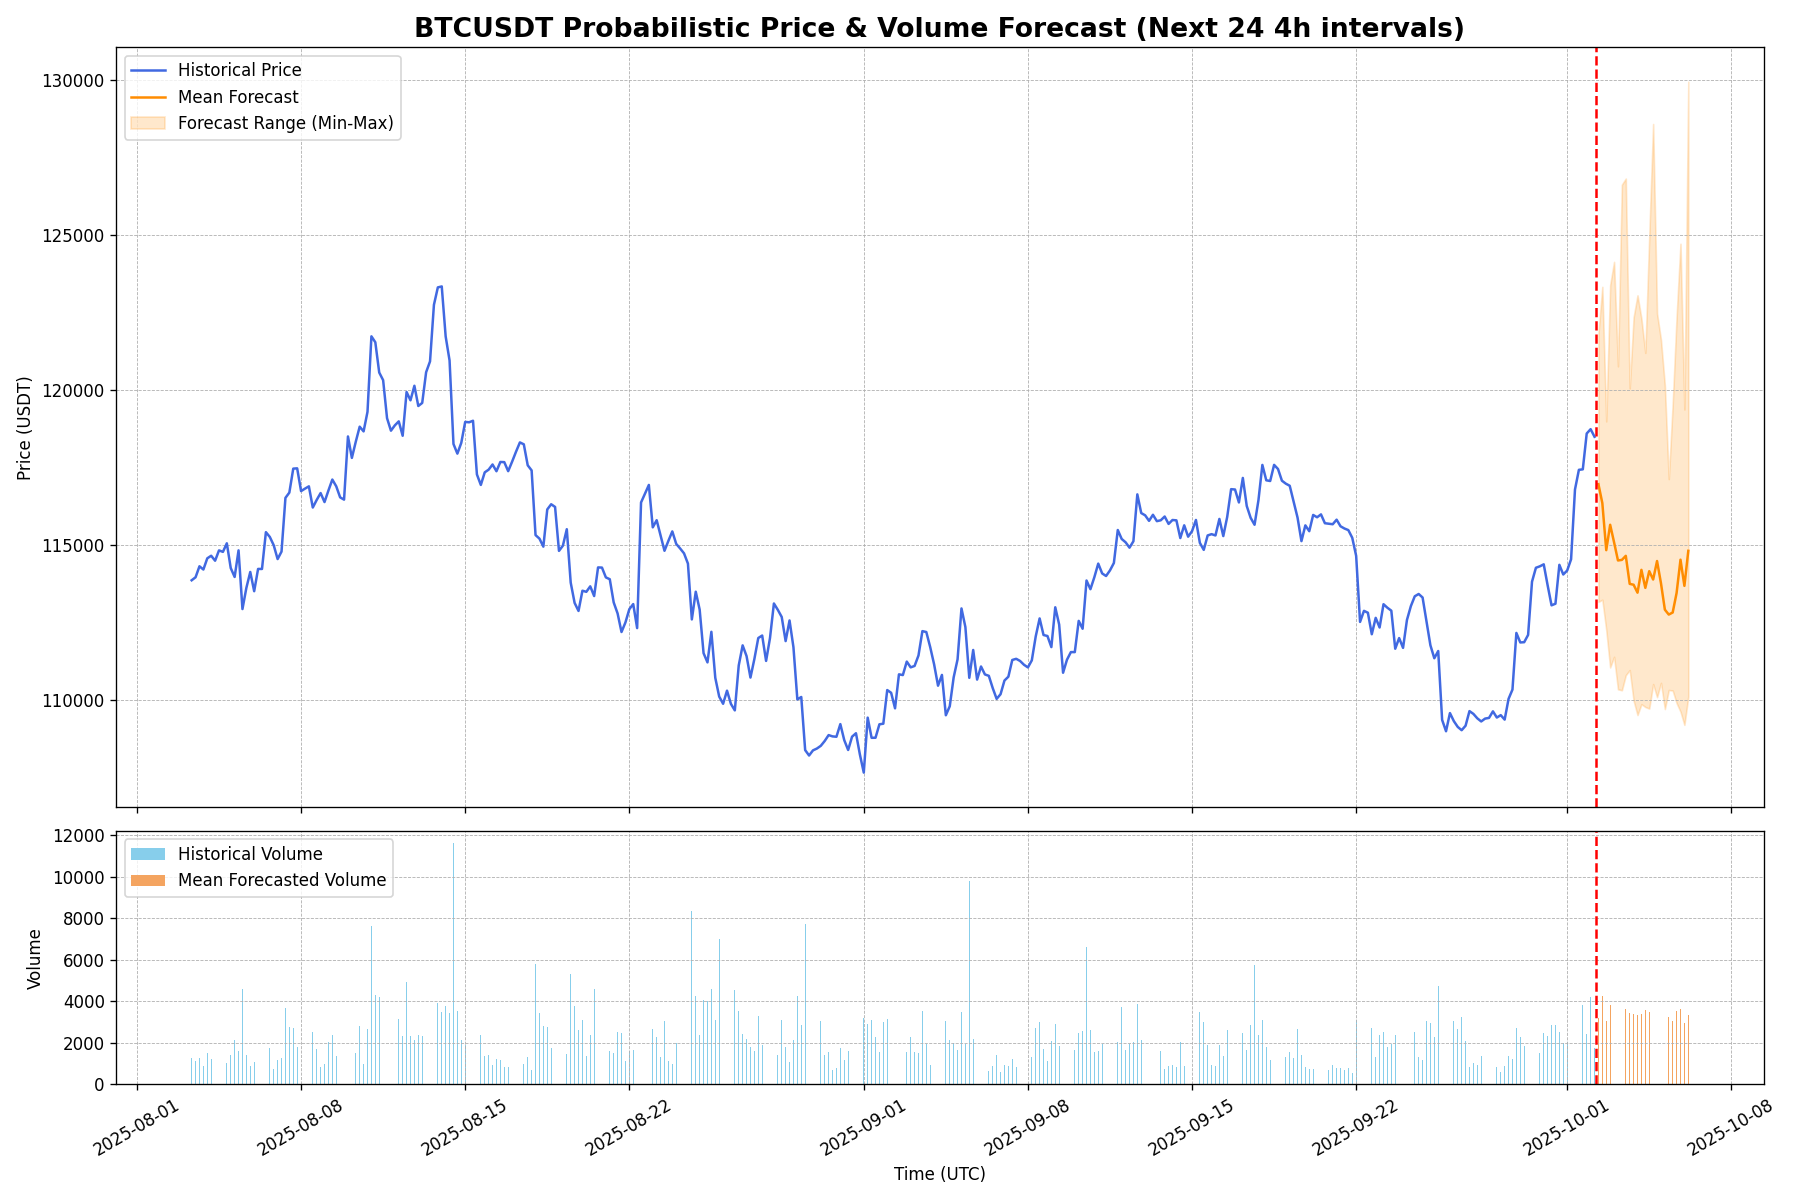 BTCUSDT Probabilistic Price & Volume Forecast (Next 24 4h intervals)
Historical Price
Mean Forecast
Forecast Range (Min-Max)
130000
125000
120000
115000
110000
Price (USDT)
Historical Volume
Mean Forecasted Volume
12000
10000
8000
6000
4000
2000
0
Volume
2025-08-01
2025-08-08
2025-08-15
2025-08-22
2025-09-01
2025-09-08
2025-09-15
2025-09-22
2025-10-01
2025-10-08
Time (UTC)